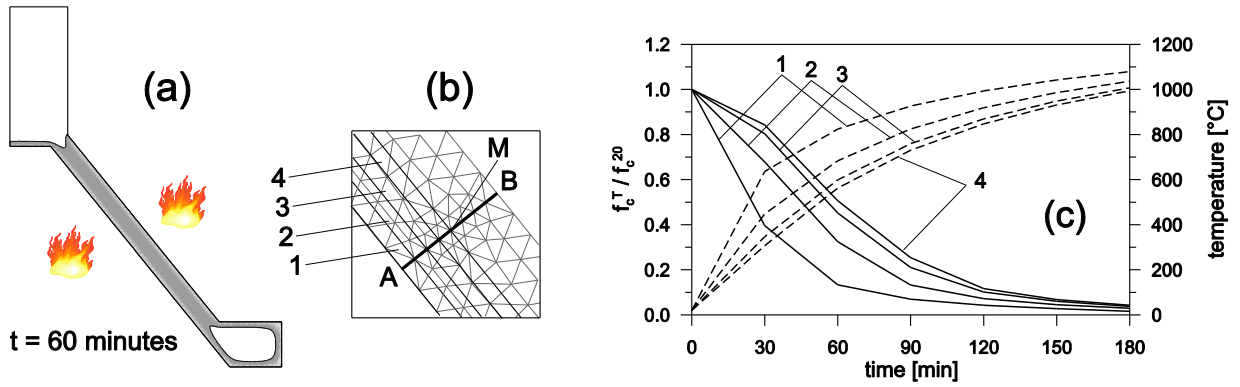 (a)
t = 60 minutes
(b)
M
B
4
3
2
1
A
1.2
1.0
0.8
0.6
0.4
0.2
0.0
f_c^T / f_c^20
1 2 3
4
(c)
1200
1000
800
600
400
200
0
temperature [°C]
0 30 60 90 120 150 180
time [min]